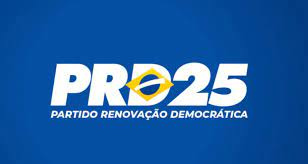 PRD25
PARTIDO RENOVAÇÃO DEMOCRÁTICA